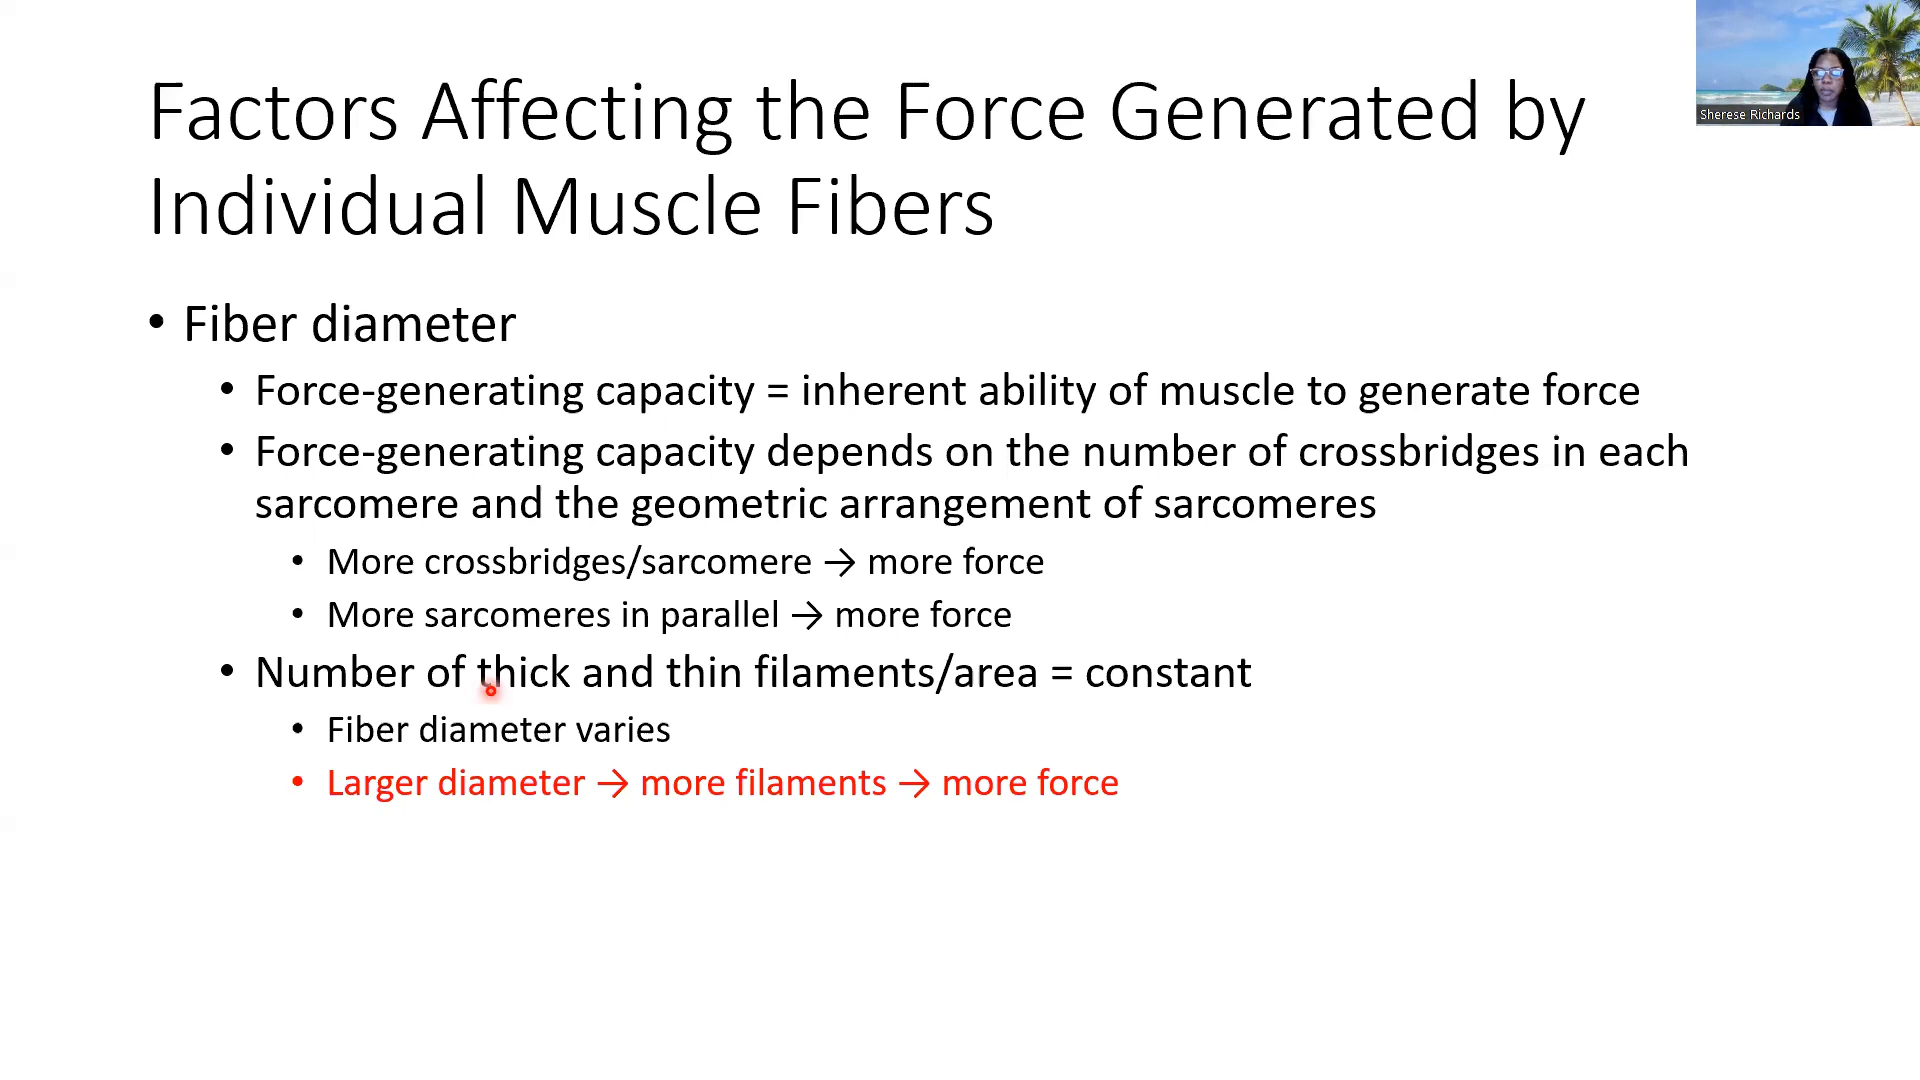 Factors Affecting the Force Generated by
Individual Muscle Fibers
Sherese Richards
• Fiber diameter
• Force-generating capacity = inherent ability of muscle to generate force
• Force-generating capacity depends on the number of crossbridges in each
sarcomere and the geometric arrangement of sarcomeres
• More crossbridges/sarcomere → more force
• More sarcomeres in parallel → more force
• Number of thick and thin filaments/area = constant
• Fiber diameter varies
• Larger diameter → more filaments → more force